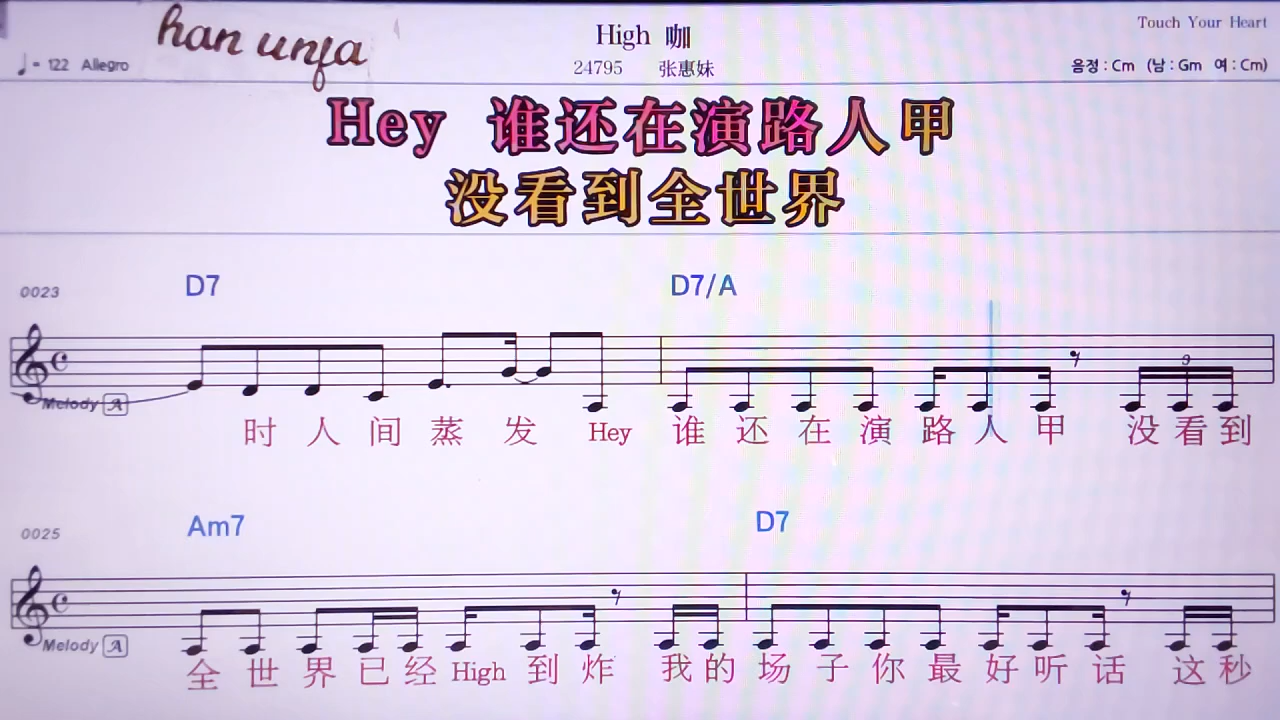 han unfa
High 咖
Touch Your Heart
♩= 122 Allegro
24795 张惠妹
음정 : Cm (남 : Gm 여 : Cm)
Hey 谁还在演路人甲
没看到全世界
0023 D7 D7/A
3
Melody A
时人间蒸发 Hey 谁还在演路人甲 没看到
0025 Am7 D7
Melody A
全世界已经 High 到炸 我的场子你最好听话 这秒